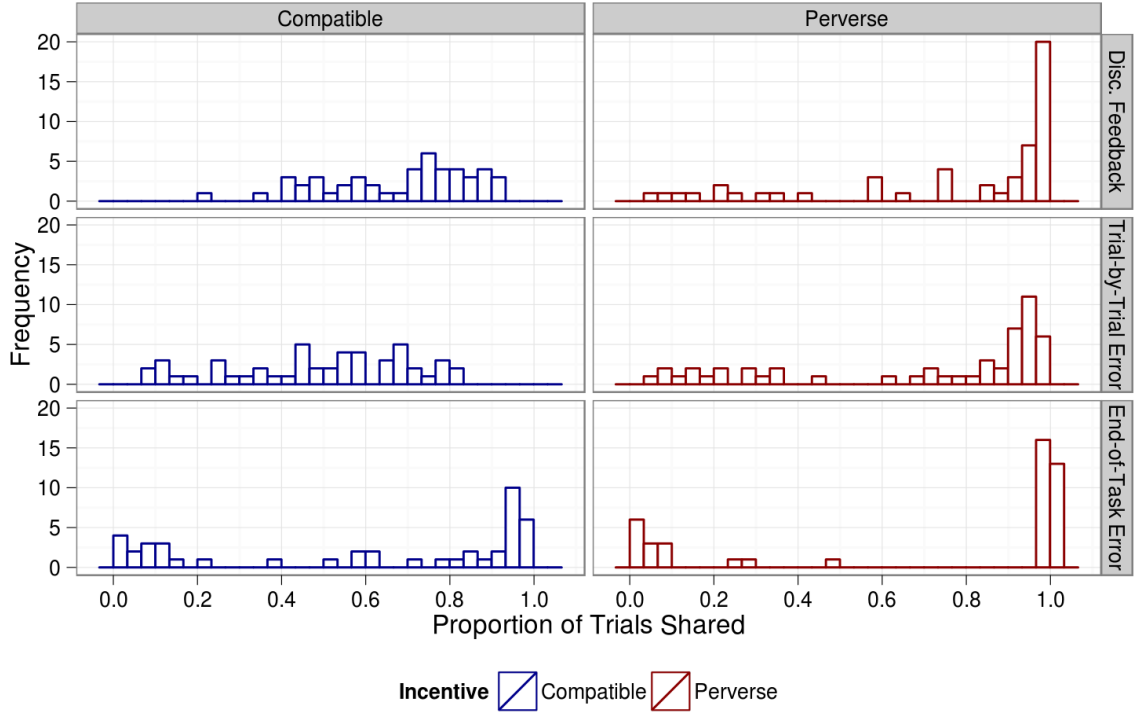 Compatible Perverse
20
15
10
5
0
Disc. Feedback
20
15
10
5
0
Trial-by-Trial Error
20
15
10
5
0
End-of-Task Error
Frequency
0.0 0.2 0.4 0.6 0.8 1.0 0.0 0.2 0.4 0.6 0.8 1.0
Proportion of Trials Shared
Incentive Compatible Perverse